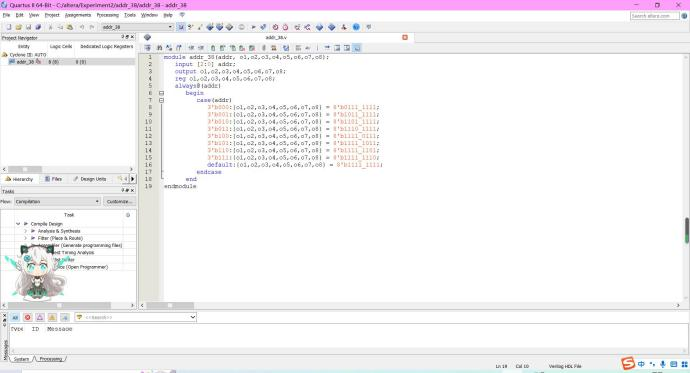 Quartus II 64-Bit - C:/altera/Experiment2/addr_38/addr_38 - addr_38
File Edit View Project Assignments Processing Tools Window Help
Search altera.com
addr_38
Project Navigator
Entity Logic Cells Dedicated Logic Registers
Cyclone II: AUTO
addr_38 8 (8) 0 (0)
Hierarchy Files Design Units
Tasks
Flow: Compilation Customize...
Task
Compile Design
Analysis & Synthesis
Fitter (Place & Route)
(Generate programming files)
Timing Analysis
(Open Programmer)
addr_38.v
1 module addr_38(addr, o1,o2,o3,o4,o5,o6,o7,o8);
2 input [2:0] addr;
3 output o1,o2,o3,o4,o5,o6,o7,o8;
4 reg o1,o2,o3,o4,o5,o6,o7,o8;
5 always@(addr)
6 begin
7 case(addr)
8 3'b000:{o1,o2,o3,o4,o5,o6,o7,o8} = 8'b0111_1111;
9 3'b001:{o1,o2,o3,o4,o5,o6,o7,o8} = 8'b1011_1111;
10 3'b010:{o1,o2,o3,o4,o5,o6,o7,o8} = 8'b1101_1111;
11 3'b011:{o1,o2,o3,o4,o5,o6,o7,o8} = 8'b1110_1111;
12 3'b100:{o1,o2,o3,o4,o5,o6,o7,o8} = 8'b1111_0111;
13 3'b101:{o1,o2,o3,o4,o5,o6,o7,o8} = 8'b1111_1011;
14 3'b110:{o1,o2,o3,o4,o5,o6,o7,o8} = 8'b1111_1101;
15 3'b111:{o1,o2,o3,o4,o5,o6,o7,o8} = 8'b1111_1110;
16 default:{o1,o2,o3,o4,o5,o6,o7,o8} = 8'b1111_1111;
17 endcase
18 end
19 endmodule
All
<<Search>>
Type ID Message
Messages
System Processing
Ln 19 Col 10 Verilog HDL File
中